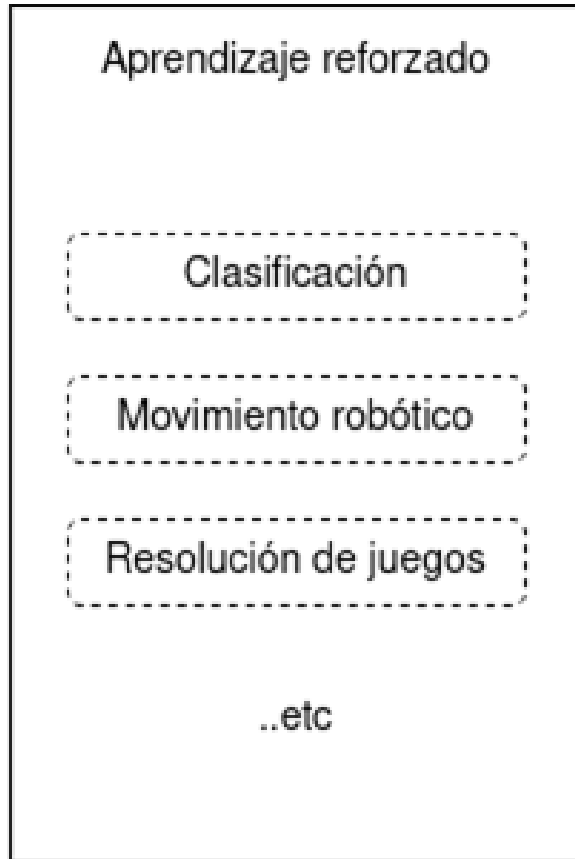 Aprendizaje reforzado
Clasificación
Movimiento robótico
Resolución de juegos
..etc